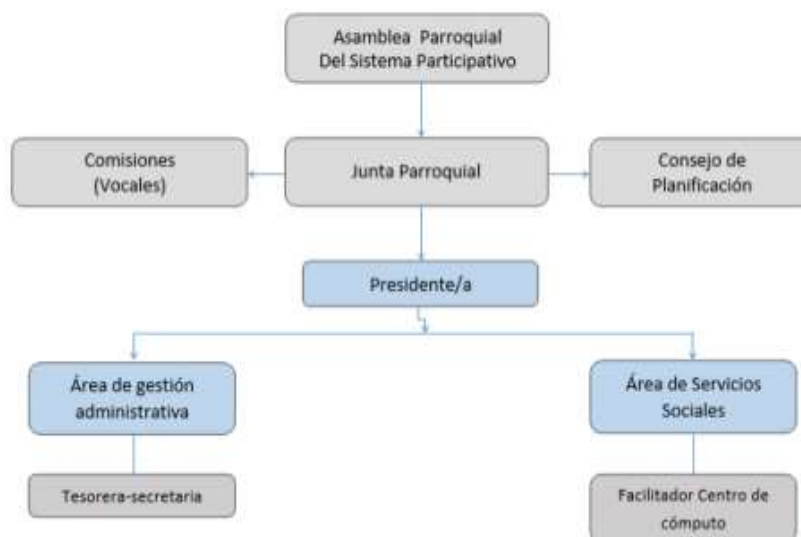 Asamblea Parroquial
Del Sistema Participativo
Comisiones
(Vocales)
Junta Parroquial
Consejo de
Planificación
Presidente/a
Área de gestión
administrativa
Área de Servicios
Sociales
Tesorera-secretaria
Facilitador Centro de
cómputo